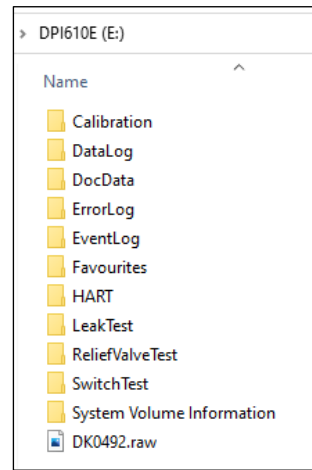 DPI610E (E:)
Name
Calibration
DataLog
DocData
ErrorLog
EventLog
Favourites
HART
LeakTest
ReliefValveTest
SwitchTest
System Volume Information
DK0492.raw